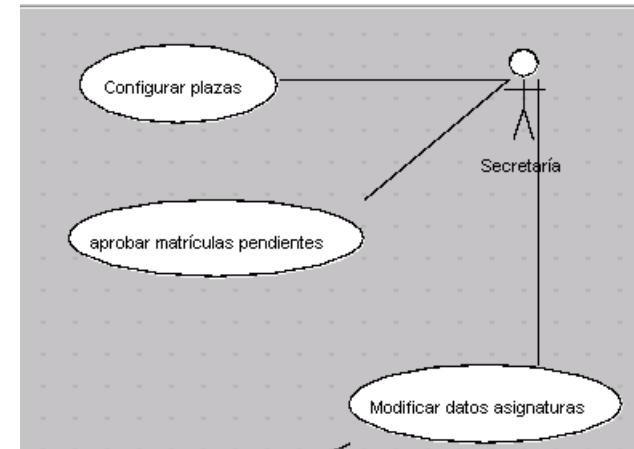 Configurar plazas
Secretaría
aprobar matrículas pendientes
Modificar datos asignaturas